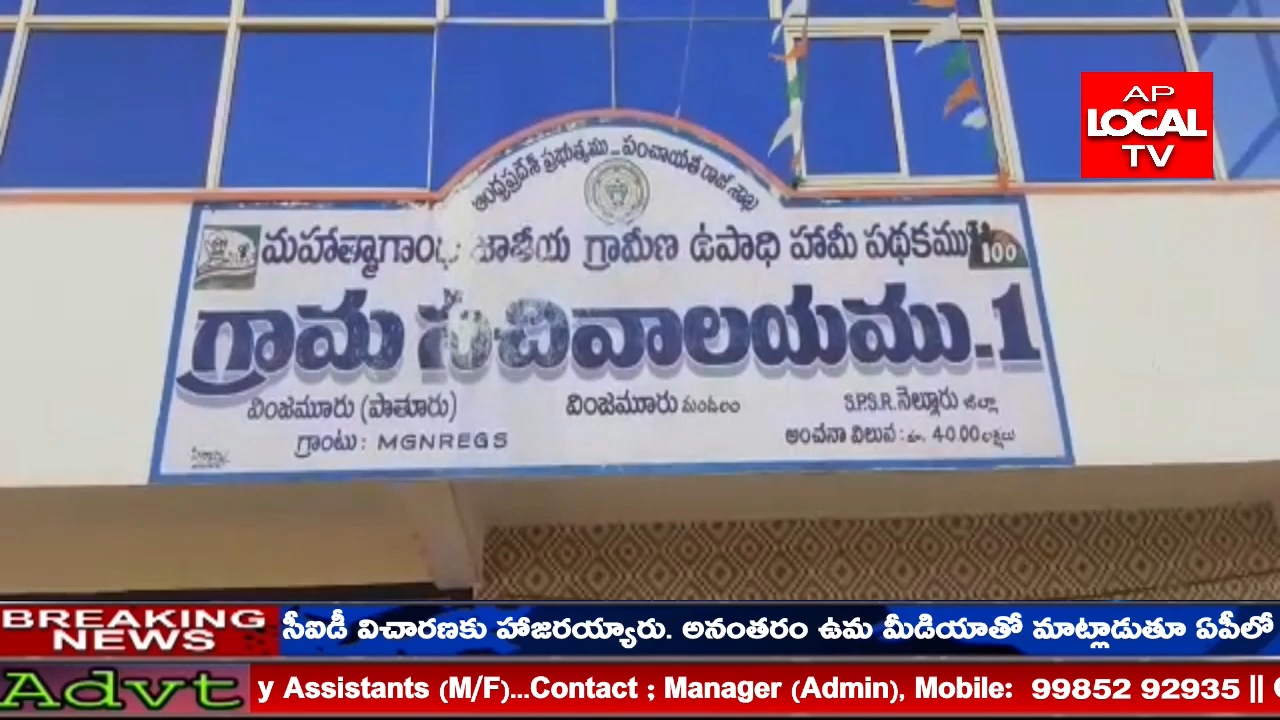 AP
LOCAL
TV
ఆంధ్రప్రదేశ్ ప్రభుత్వము - పంచాయతీ రాజ్ శాఖ
మహాత్మాగాంధీ జాతీయ గ్రామీణ ఉపాధి హామీ పథకము
100
గ్రామ సచివాలయము-1
వింజమూరు (పాతూరు) వింజమూరు మండలం S.P.S.R. నెల్లూరు జిల్లా
గ్రాంటు : MGNREGS అంచనా విలువ : రూ. 40.00 లక్షలు
BREAKING
NEWS
సీఐడీ విచారణకు హాజరయ్యారు. అనంతరం ఉమ మీడియాతో మాట్లాడుతూ ఏపీలో
Advt
y Assistants (M/F)...Contact ; Manager (Admin), Mobile: 99852 92935 ||